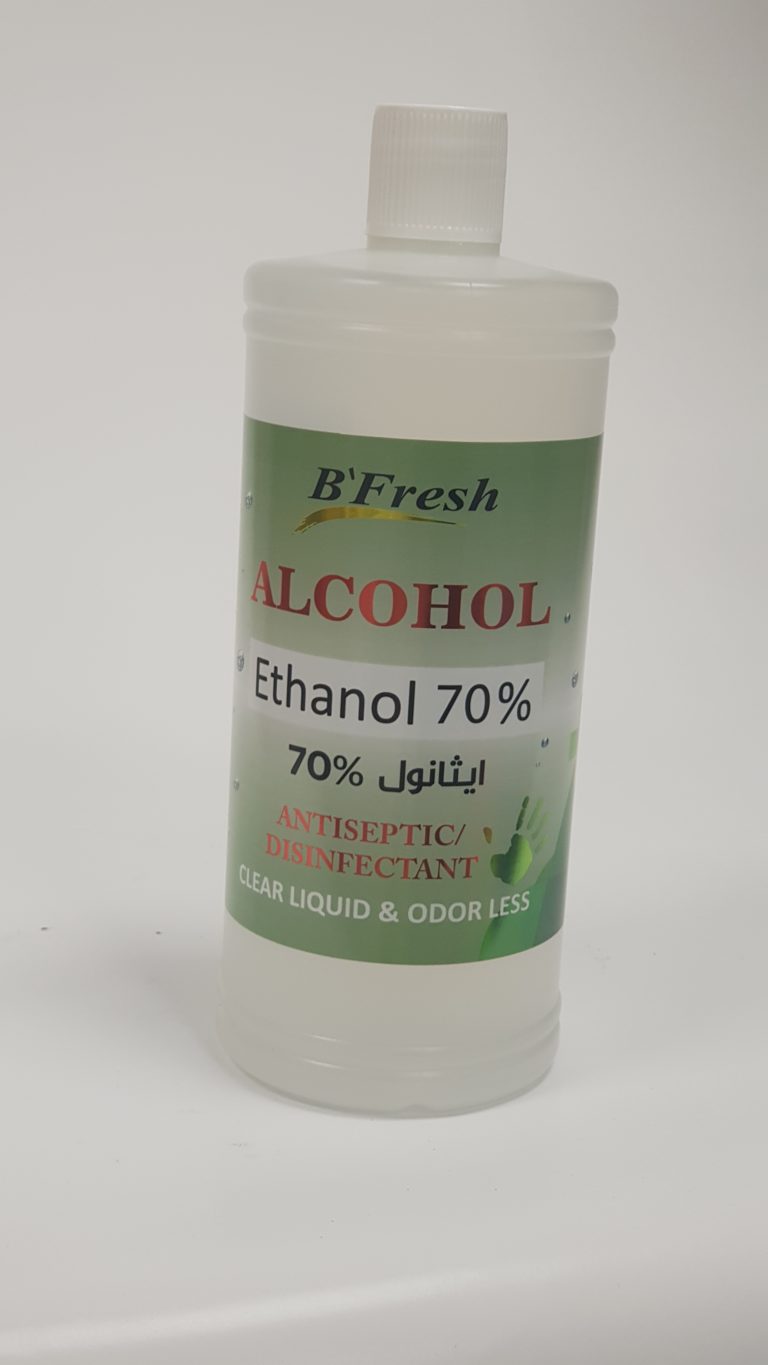 B`Fresh
ALCOHOL
Ethanol 70%
ايثانول 70%
ANTISEPTIC/
DISINFECTANT
CLEAR LIQUID & ODOR LESS